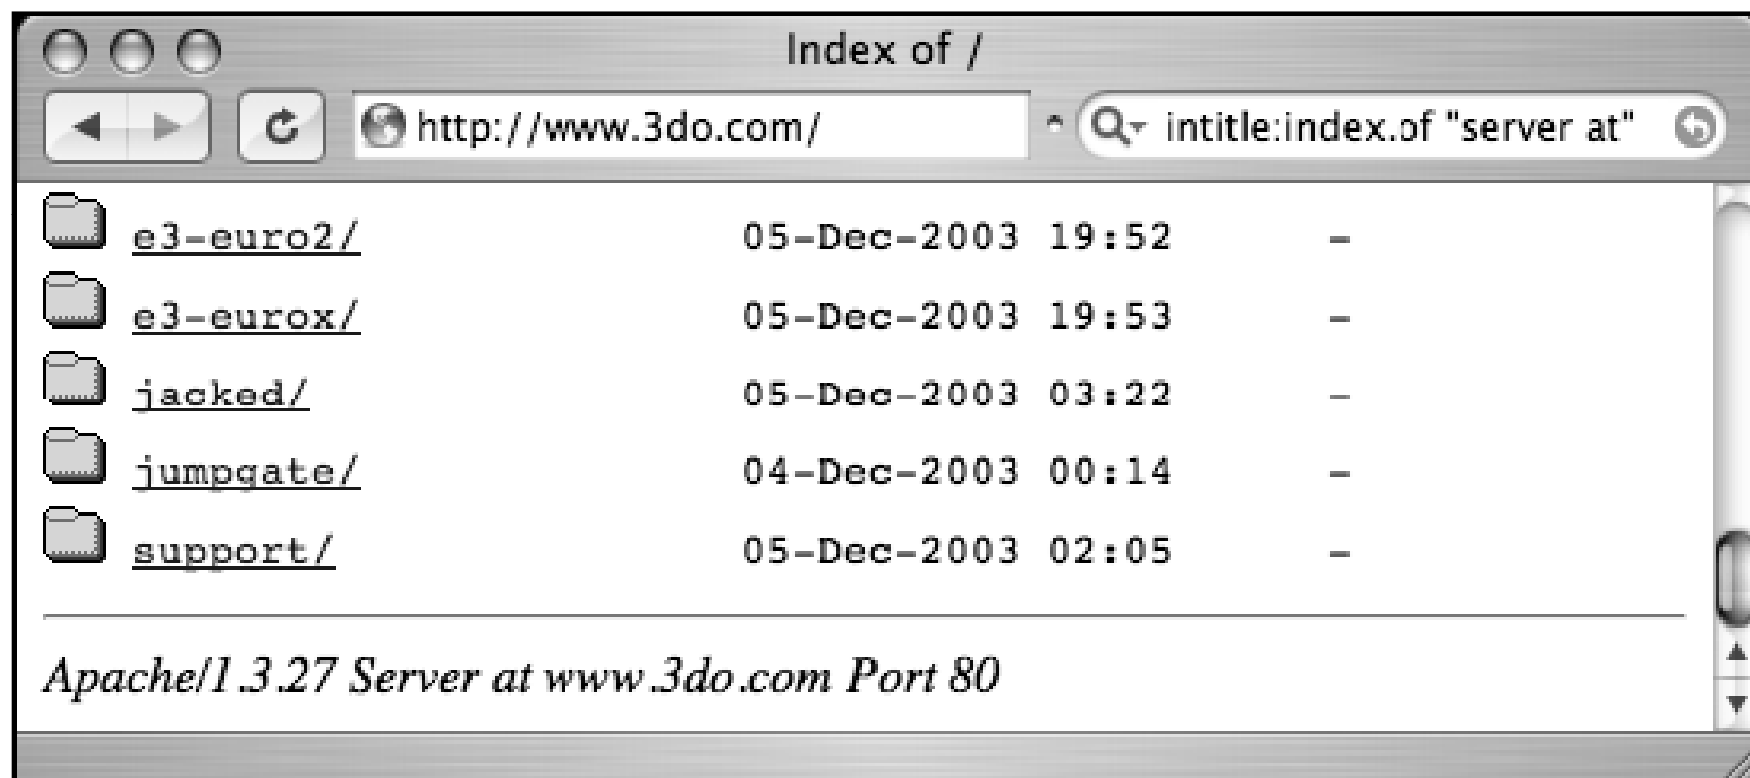 Index of /
http://www.3do.com/ intitle:index.of "server at"
e3-euro2/ 05-Dec-2003 19:52 -
e3-eurox/ 05-Dec-2003 19:53 -
jacked/ 05-Dec-2003 03:22 -
jumpgate/ 04-Dec-2003 00:14 -
support/ 05-Dec-2003 02:05 -
Apache/1.3.27 Server at www.3do.com Port 80